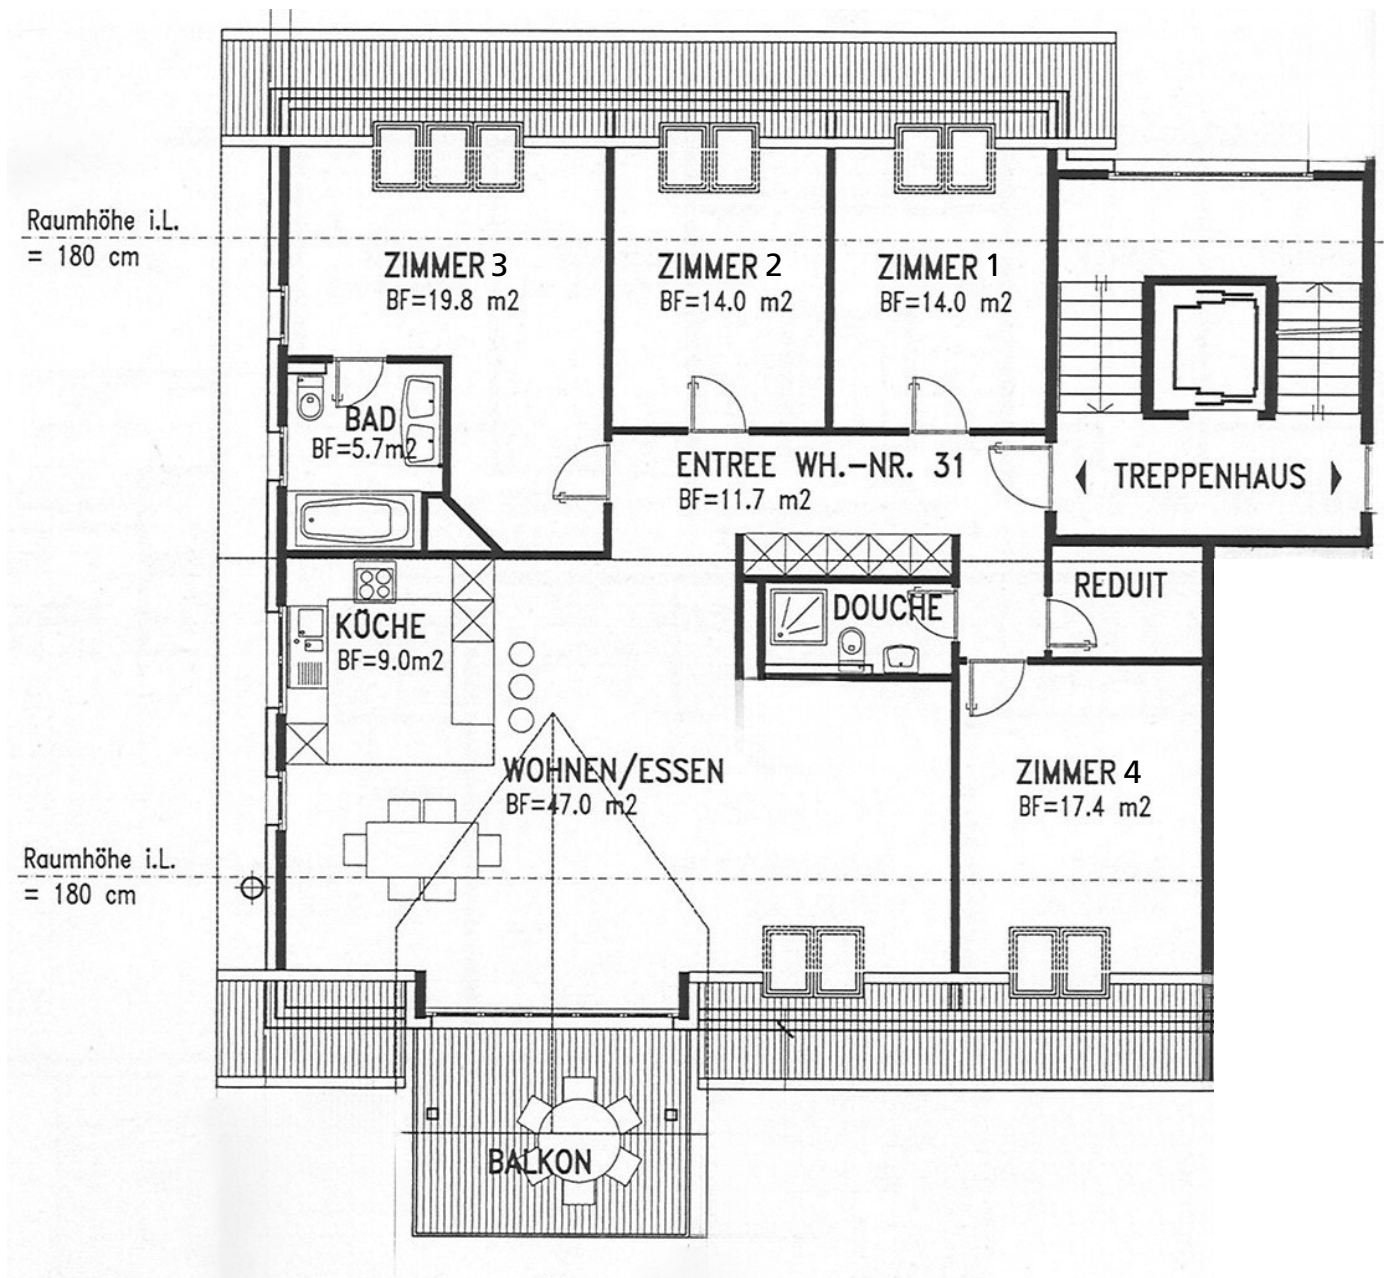 Raumhöhe i.L.
= 180 cm
ZIMMER 3
BF=19.8 m2
ZIMMER 2
BF=14.0 m2
ZIMMER 1
BF=14.0 m2
BAD
BF=5.7m2
ENTREE WH.-NR. 31
BF=11.7 m2
TREPPENHAUS
KÜCHE
BF=9.0m2
DOUCHE
REDUIT
WOHNEN/ESSEN
BF=47.0 m2
ZIMMER 4
BF=17.4 m2
Raumhöhe i.L.
= 180 cm
BALKON